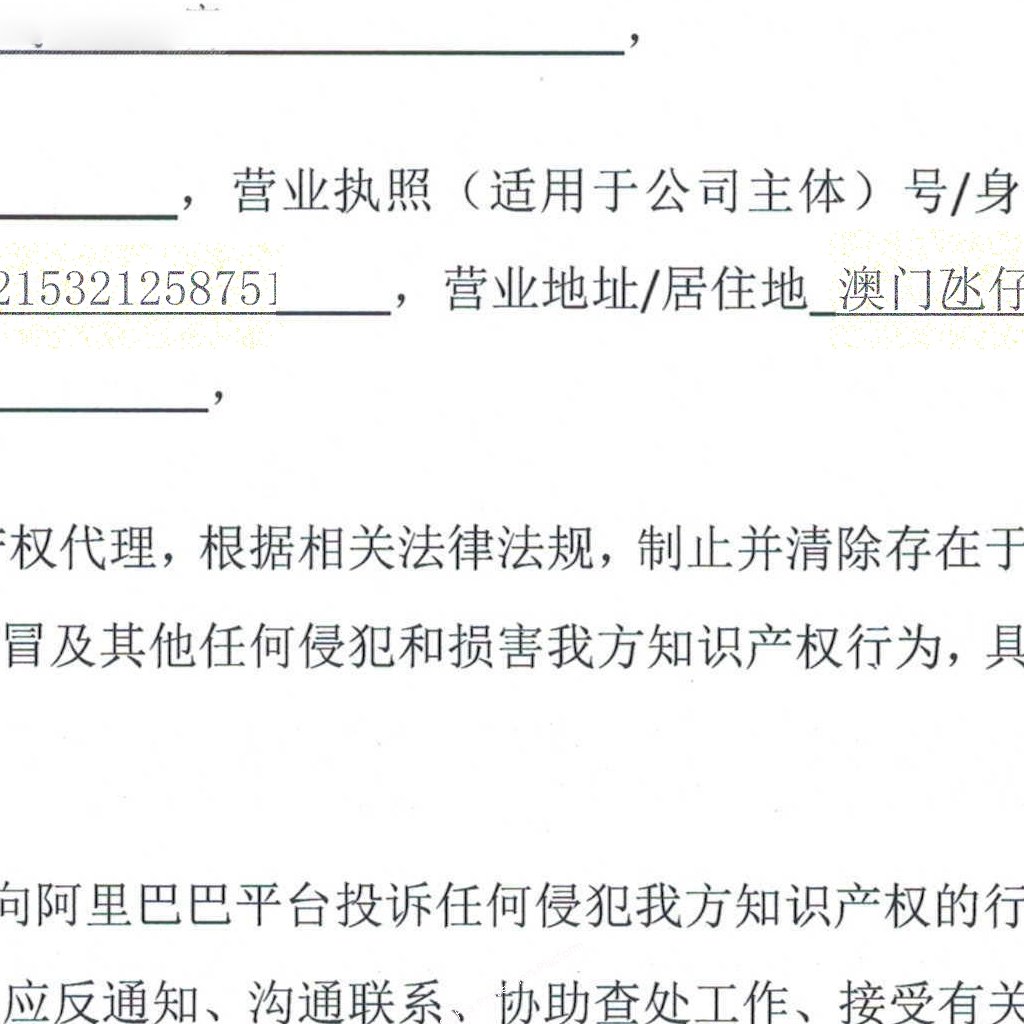 ，
，营业执照（适用于公司主体）号/身
215321258751，营业地址/居住地 澳门氹仔
，
权代理，根据相关法律法规，制止并清除存在于
冒及其他任何侵犯和损害我方知识产权行为，具
向阿里巴巴平台投诉任何侵犯我方知识产权的行
应反通知、沟通联系、协助查处工作、接受有关